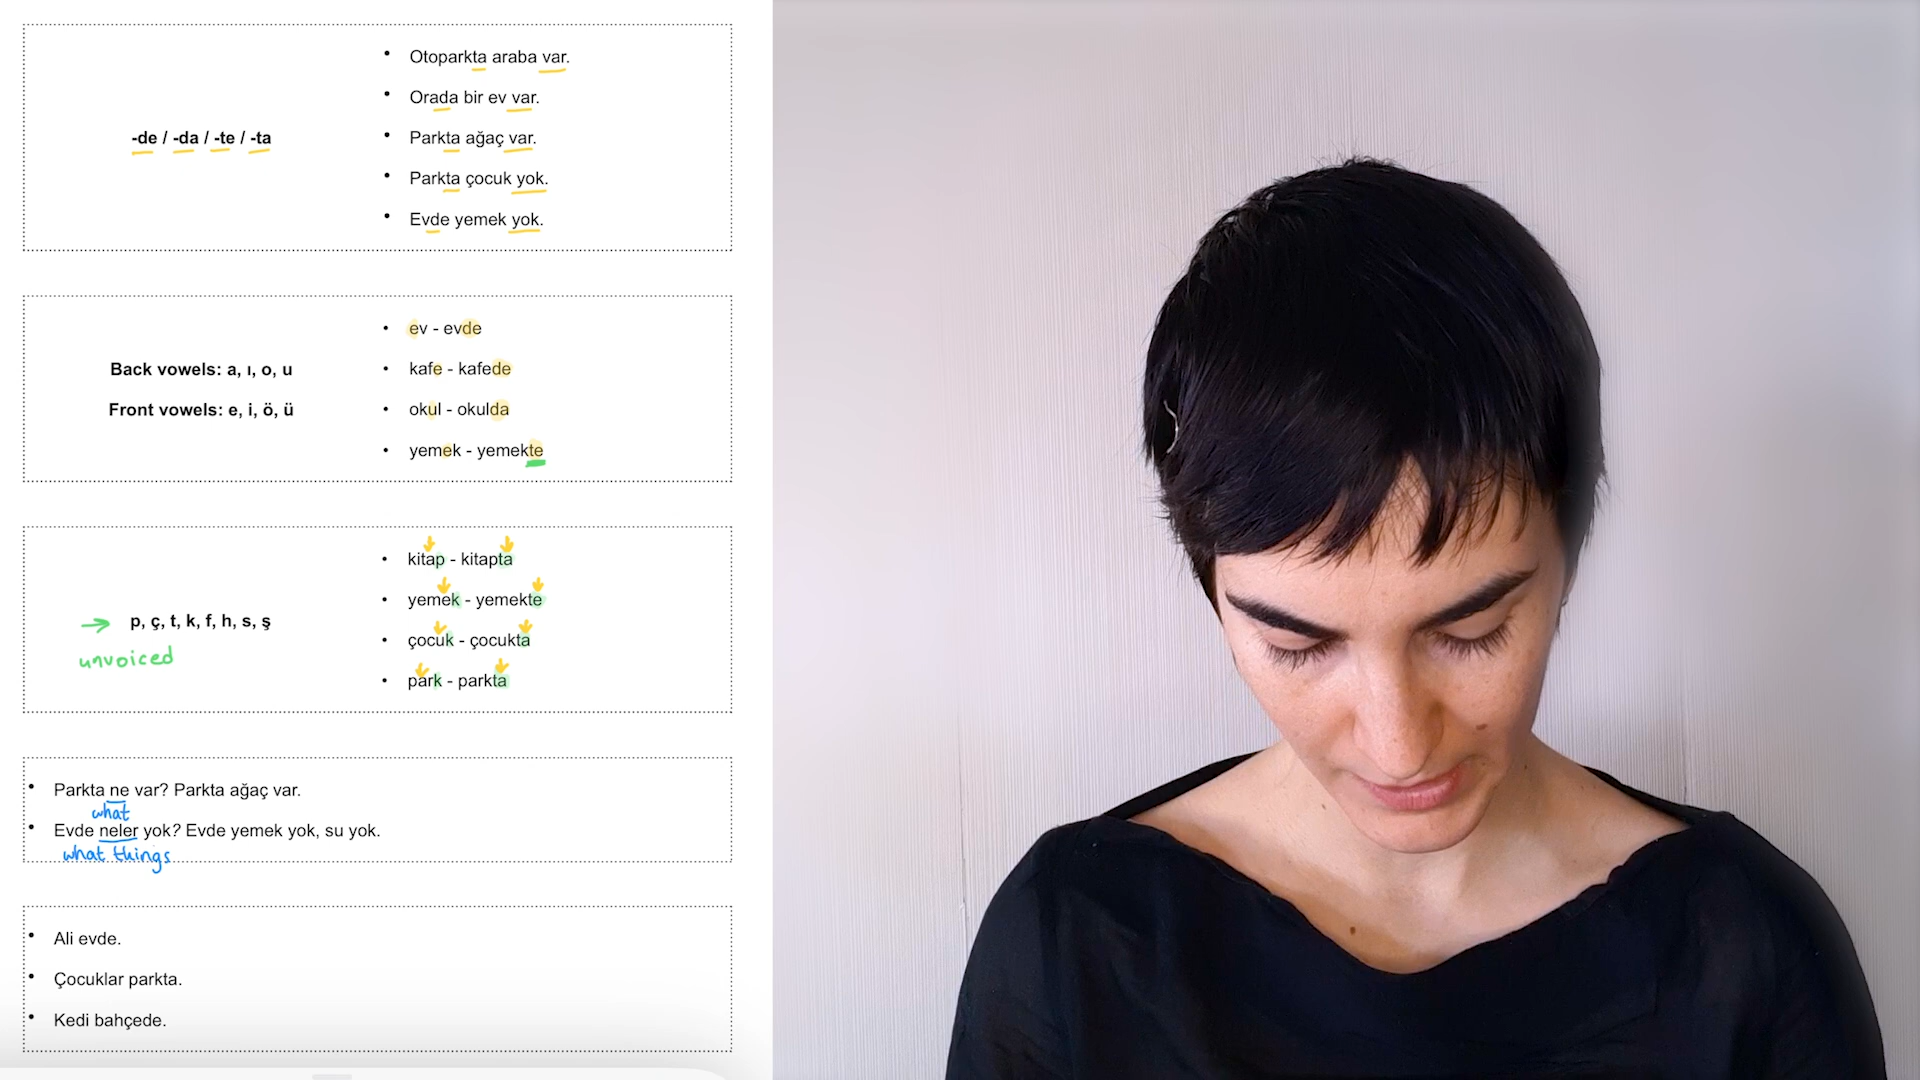 -de / -da / -te / -ta
Otoparkta araba var.
Orada bir ev var.
Parkta ağaç var.
Parkta çocuk yok.
Evde yemek yok.
Back vowels: a, ı, o, u
Front vowels: e, i, ö, ü
ev - evde
kafe - kafede
okul - okulda
yemek - yemekte
p, ç, t, k, f, h, s, ş
unvoiced
kitap - kitapta
yemek - yemekte
çocuk - çocukta
park - parkta
Parkta ne var? Parkta ağaç var.
what
Evde neler yok? Evde yemek yok, su yok.
what things
Ali evde.
Çocuklar parkta.
Kedi bahçede.